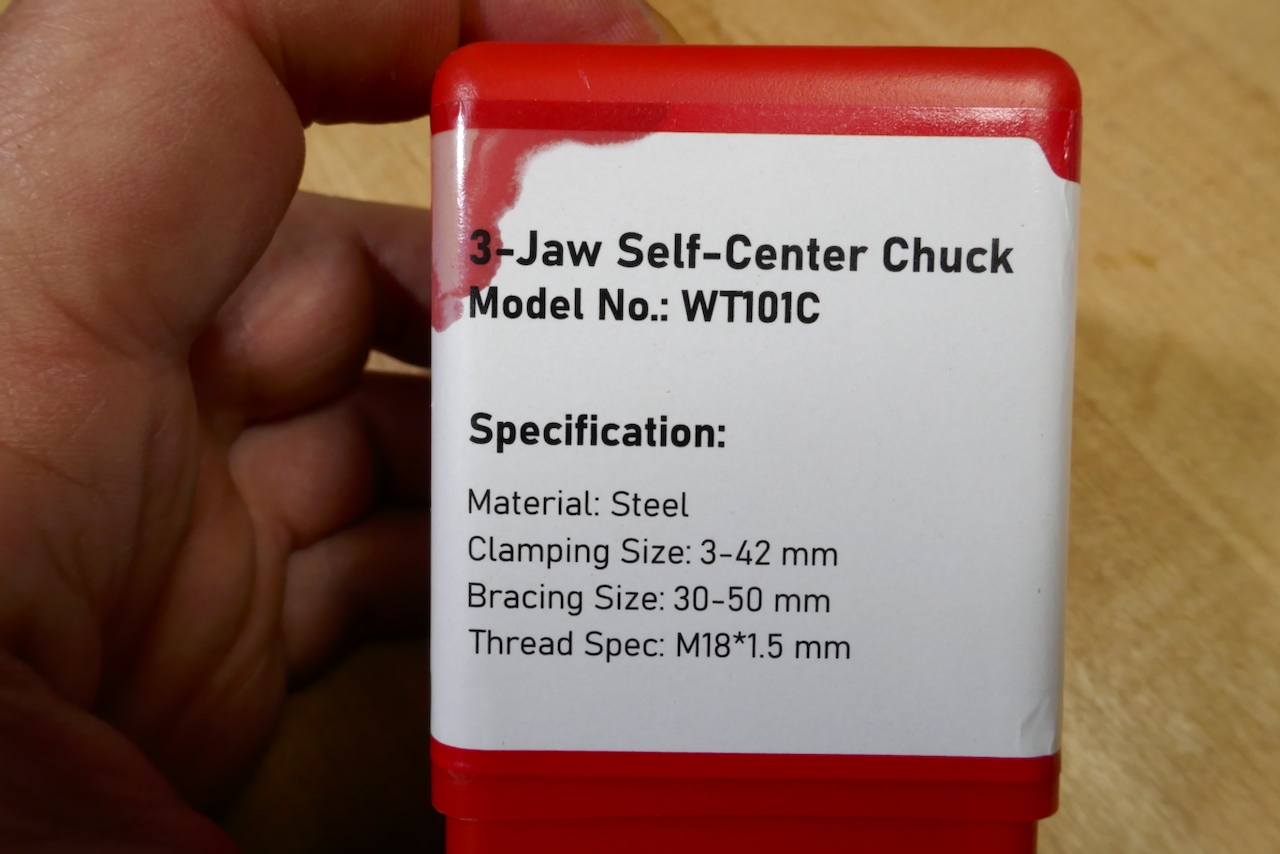 3-Jaw Self-Center Chuck
Model No.: WT101C
Specification:
Material: Steel
Clamping Size: 3-42 mm
Bracing Size: 30-50 mm
Thread Spec: M18*1.5 mm